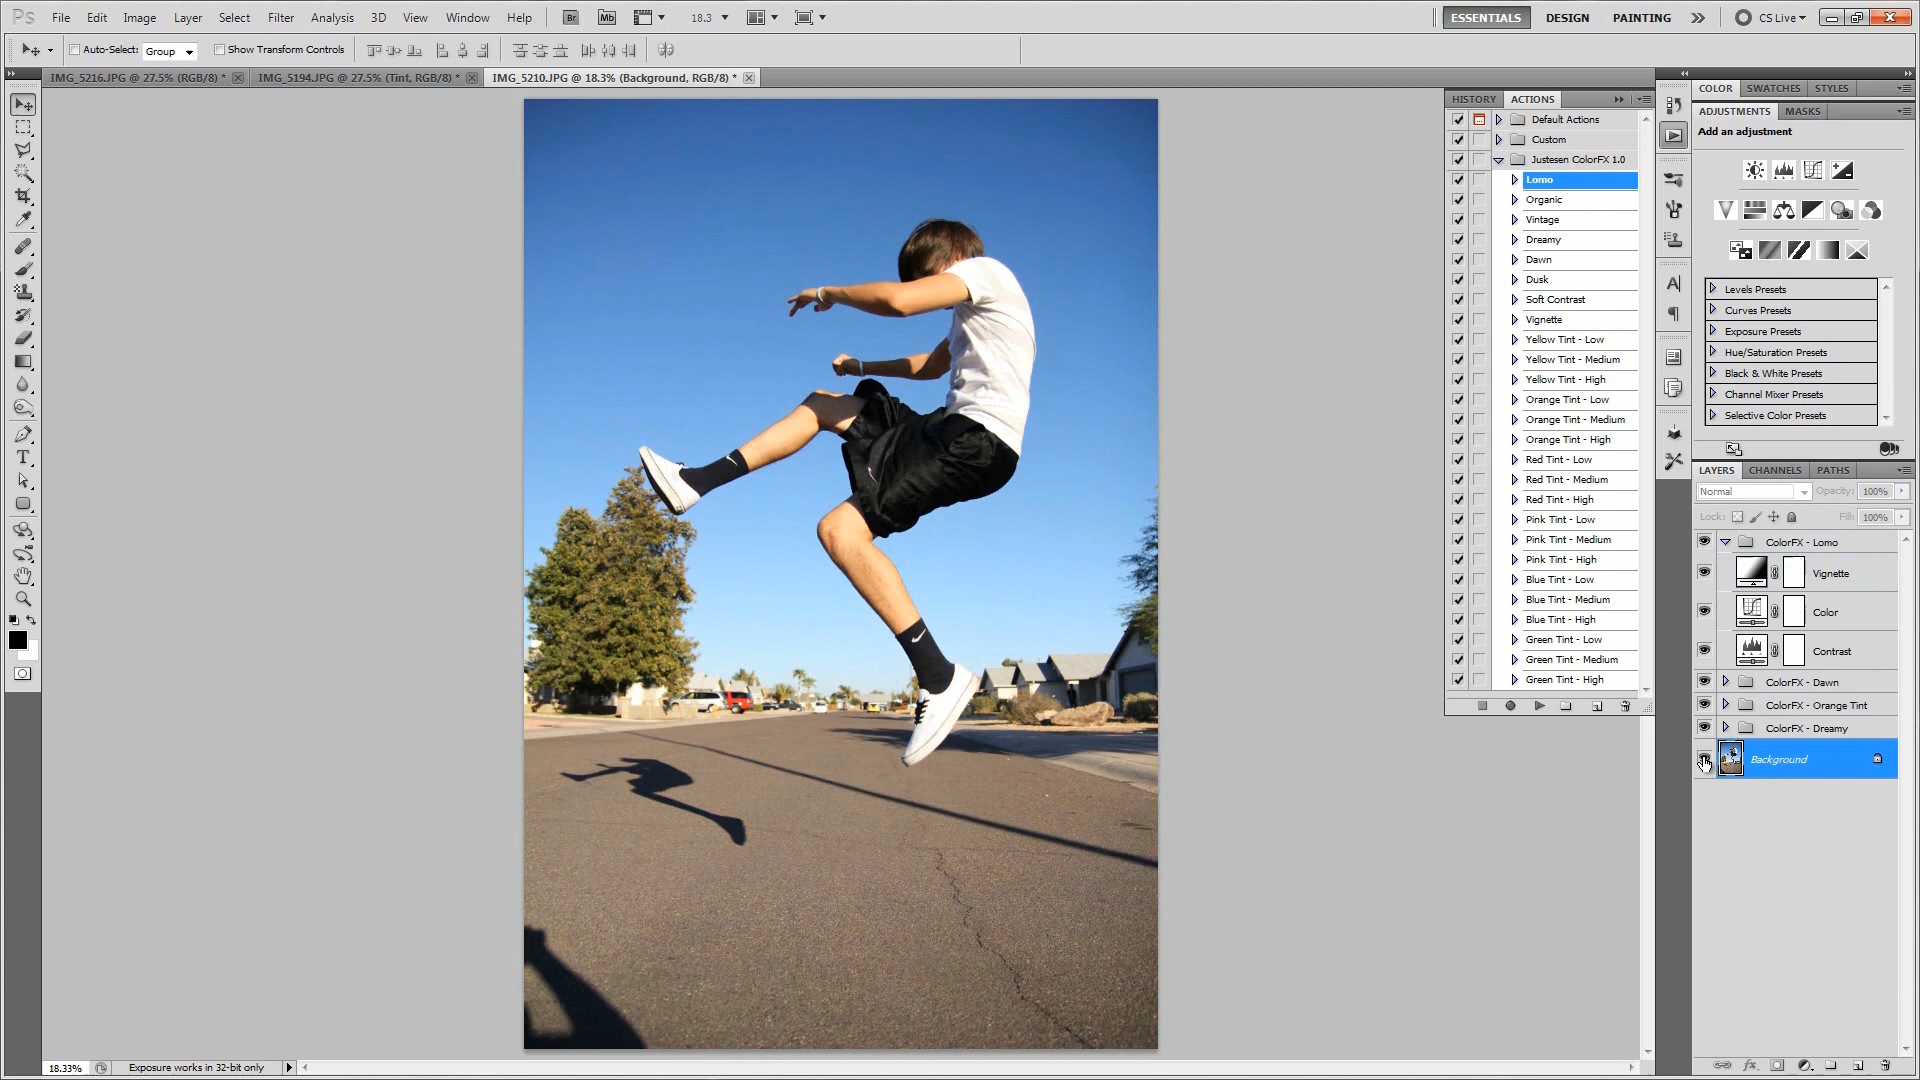 Ps File Edit Image Layer Select Filter Analysis 3D View Window Help Br Mb 18.3 ESSENTIALS DESIGN PAINTING CS Live
Auto-Select: Group Show Transform Controls
IMG_5216.JPG @ 27.5% (RGB/8) * IMG_5194.JPG @ 27.5% (Tint, RGB/8) * IMG_5210.JPG @ 18.3% (Background, RGB/8) *
HISTORY ACTIONS
Default Actions
Custom
Justesen ColorFX 1.0
Lomo
Organic
Vintage
Dreamy
Dawn
Dusk
Soft Contrast
Vignette
Yellow Tint - Low
Yellow Tint - Medium
Yellow Tint - High
Orange Tint - Low
Orange Tint - Medium
Orange Tint - High
Red Tint - Low
Red Tint - Medium
Red Tint - High
Pink Tint - Low
Pink Tint - Medium
Pink Tint - High
Blue Tint - Low
Blue Tint - Medium
Blue Tint - High
Green Tint - Low
Green Tint - Medium
Green Tint - High
COLOR SWATCHES STYLES
ADJUSTMENTS MASKS
Add an adjustment
Levels Presets
Curves Presets
Exposure Presets
Hue/Saturation Presets
Black & White Presets
Channel Mixer Presets
Selective Color Presets
LAYERS CHANNELS PATHS
Normal Opacity: 100%
Lock: Fill: 100%
ColorFX - Lomo
Vignette
Color
Contrast
ColorFX - Dawn
ColorFX - Orange Tint
ColorFX - Dreamy
Background
18.33% Exposure works in 32-bit only